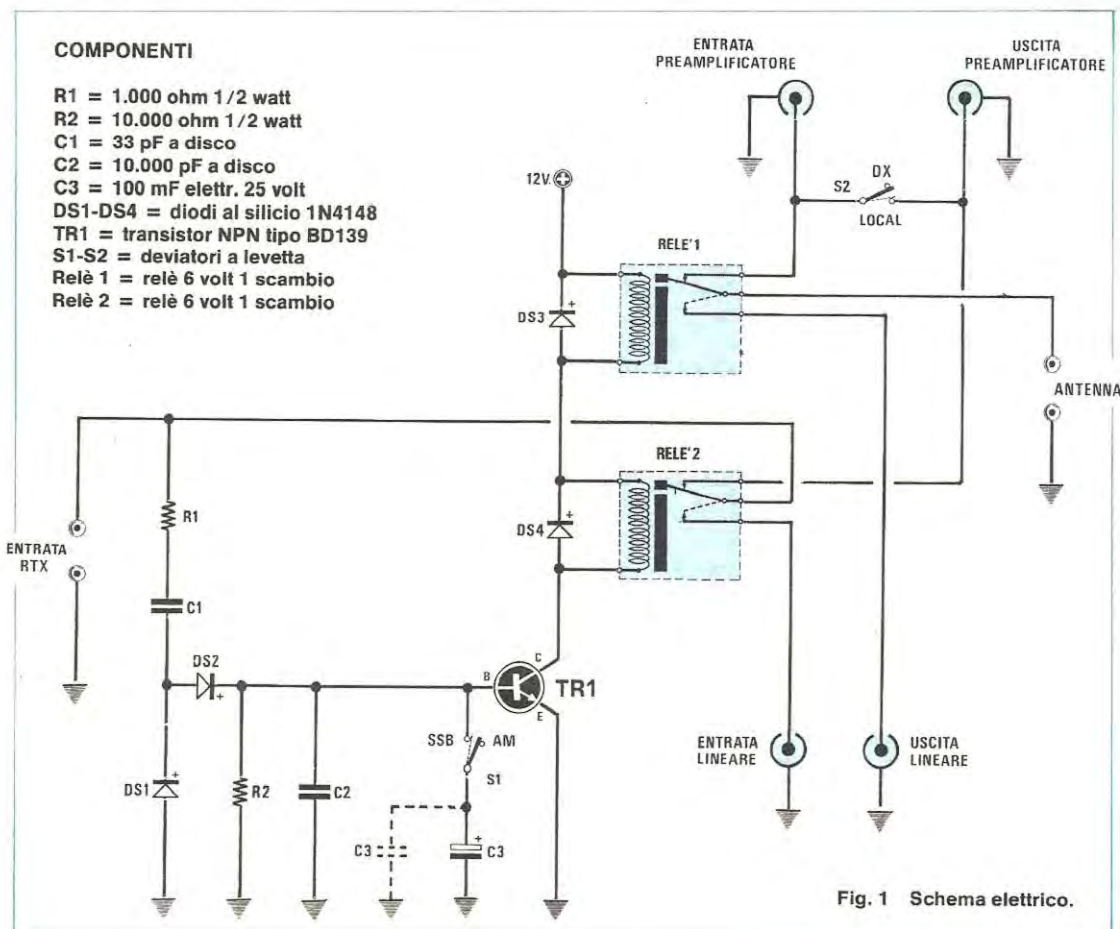 COMPONENTI
R1 = 1.000 ohm 1/2 watt
R2 = 10.000 ohm 1/2 watt
C1 = 33 pF a disco
C2 = 10.000 pF a disco
C3 = 100 mF elettr. 25 volt
DS1-DS4 = diodi al silicio 1N4148
TR1 = transistor NPN tipo BD139
S1-S2 = deviatori a levetta
Relè 1 = relè 6 volt 1 scambio
Relè 2 = relè 6 volt 1 scambio
ENTRATA
PREAMPLIFICATORE
USCITA
PREAMPLIFICATORE
12V.
S2
DX
LOCAL
RELE'1
DS3
+
ANTENNA
RELE'2
DS4
+
R1
ENTRATA
RTX
C1
DS2
+
B
C
E
TR1
SSB
AM
S1
DS1
+
R2
C2
C3
C3
+
ENTRATA
LINEARE
USCITA
LINEARE
Fig. 1 Schema elettrico.